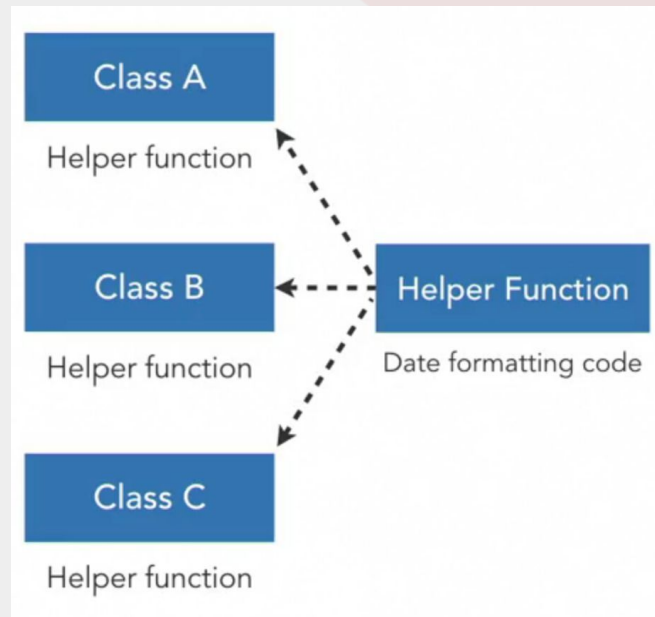 Class A
Helper function
Class B
Helper function
Class C
Helper function
Helper Function
Date formatting code